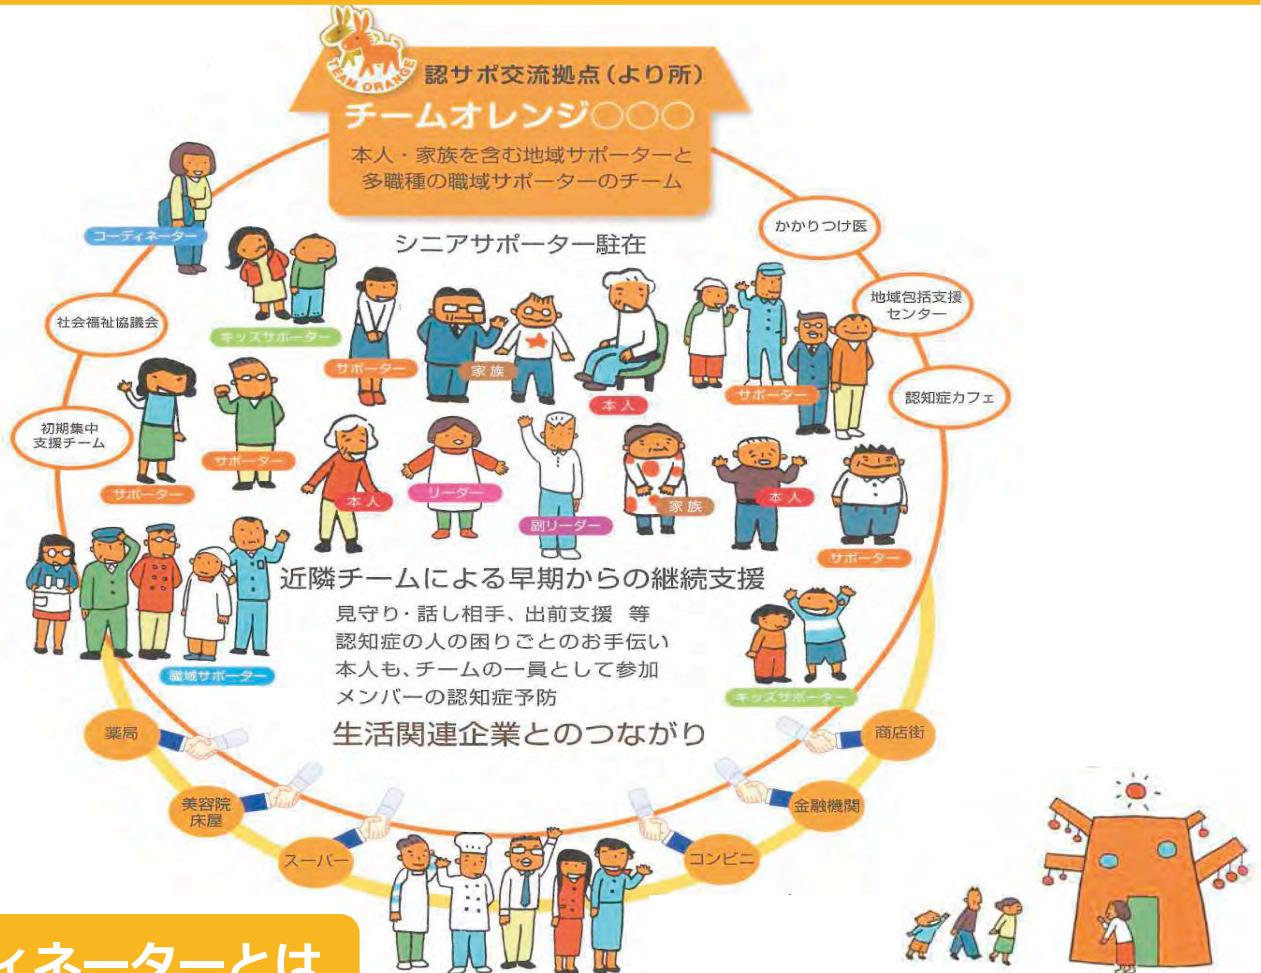 TEAM ORANGE
認サポ交流拠点(より所)
チームオレンジ○○○
本人・家族を含む地域サポーターと
多職種の職域サポーターのチーム
コーディネーター
シニアサポーター駐在
かかりつけ医
地域包括支援
センター
社会福祉協議会
キッズサポーター
サポーター
家族
本人
サポーター
認知症カフェ
初期集中
支援チーム
サポーター
サポーター
本人
リーダー
副リーダー
家族
本人
サポーター
近隣チームによる早期からの継続支援
見守り・話し相手、出前支援 等
認知症の人の困りごとのお手伝い
本人も、チームの一員として参加
メンバーの認知症予防
職域サポーター
キッズサポーター
生活関連企業とのつながり
薬局
商店街
美容院
床屋
金融機関
スーパー
コンビニ
ィネーターとは